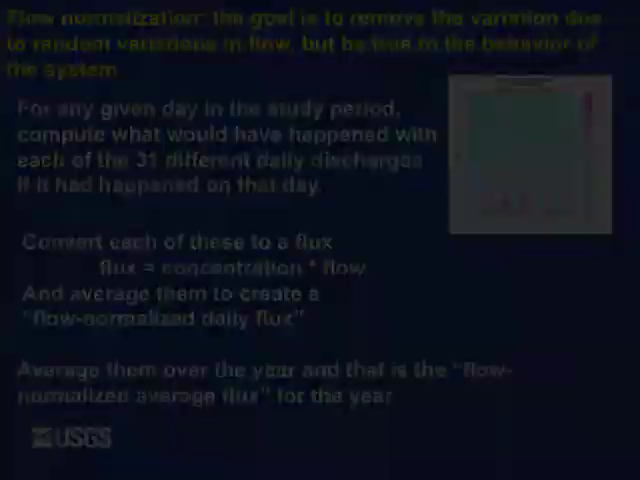 Flow normalization: the goal is to remove the variation due
to random variations in flow, but be true to the behavior of
the system
For any given day in the study period,
compute what would have happened with
each of the 31 different daily discharges
if it had happened on that day.
Convert each of these to a flux
flux = concentration * flow
And average them to create a
“flow-normalized daily flux”
Average them over the year and that is the “flow-
normalized average flux” for the year
USGS